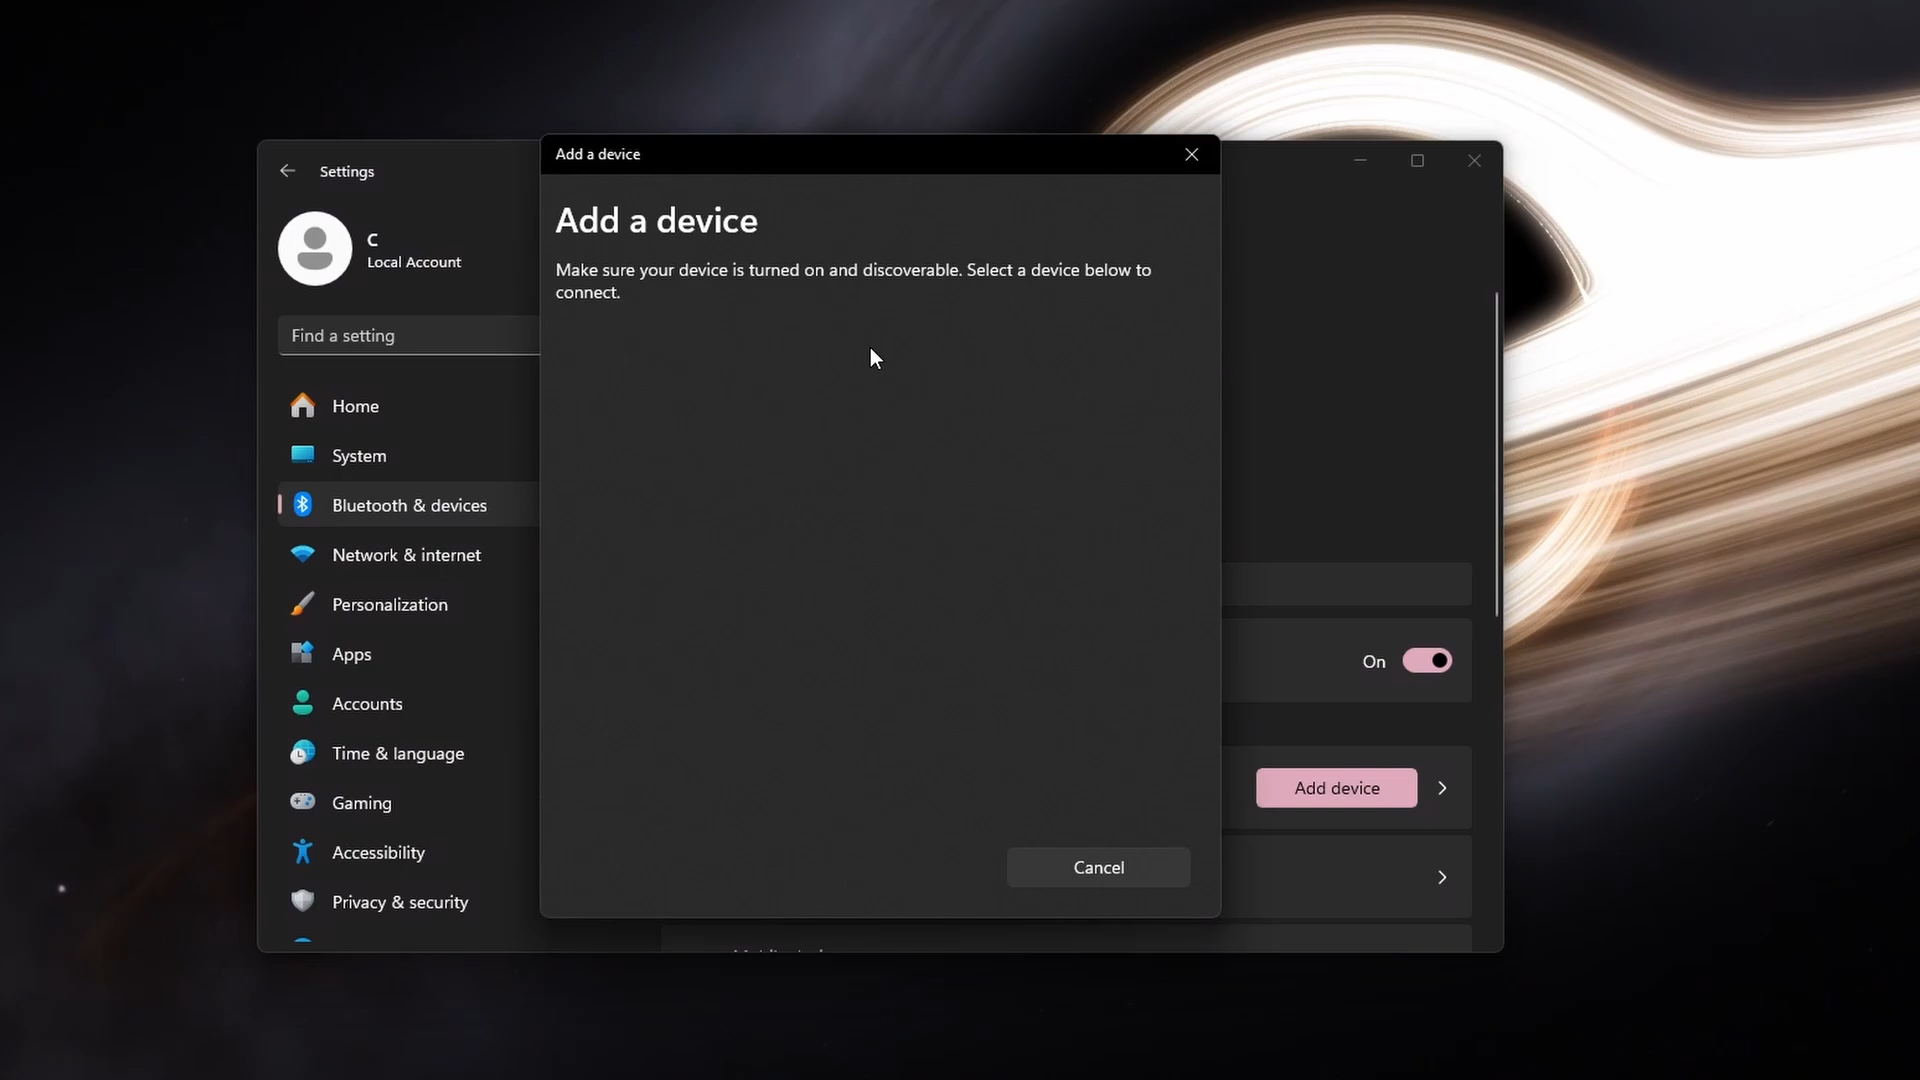 Settings
C
Local Account
Find a setting
Home
System
Bluetooth & devices
Network & internet
Personalization
Apps
Accounts
Time & language
Gaming
Accessibility
Privacy & security
Add a device
Add a device
Make sure your device is turned on and discoverable. Select a device below to
connect.
Cancel
On
Add device